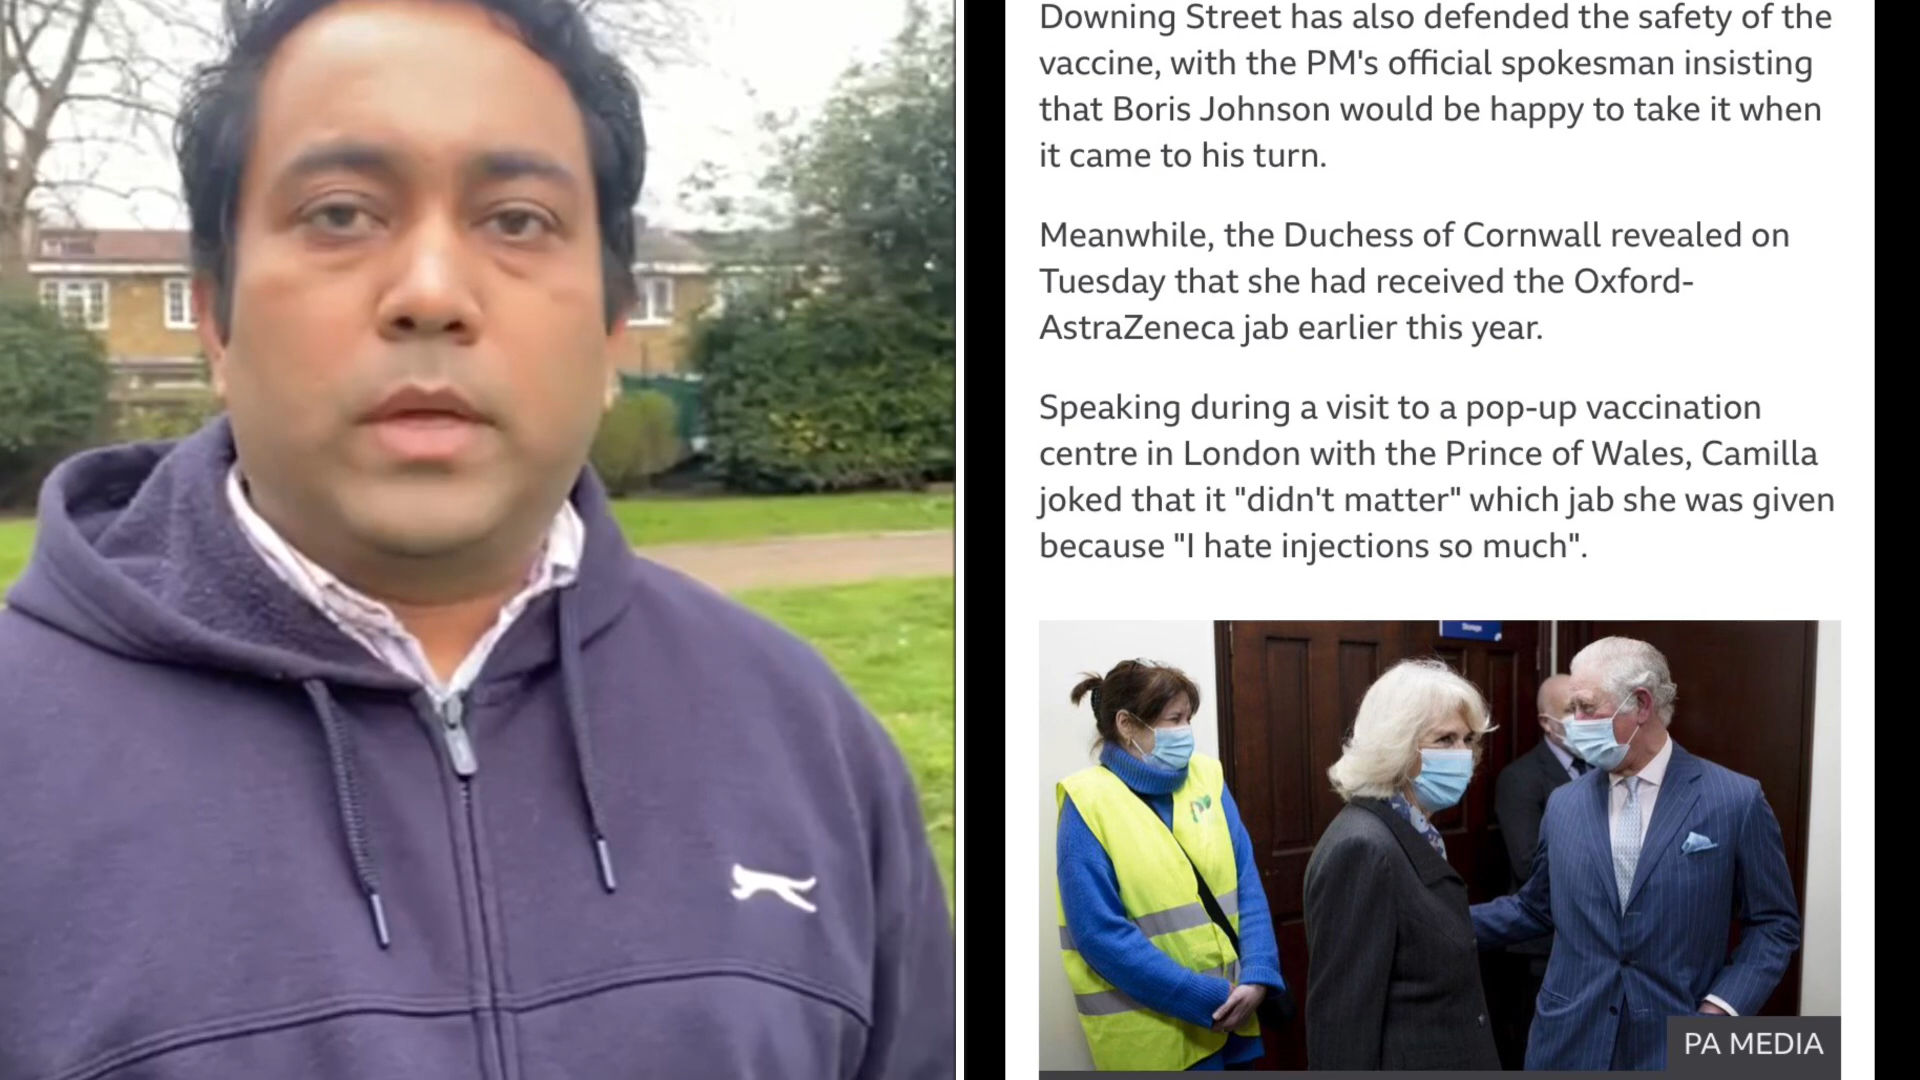 Downing Street has also defended the safety of the
vaccine, with the PM's official spokesman insisting
that Boris Johnson would be happy to take it when
it came to his turn.
Meanwhile, the Duchess of Cornwall revealed on
Tuesday that she had received the Oxford-
AstraZeneca jab earlier this year.
Speaking during a visit to a pop-up vaccination
centre in London with the Prince of Wales, Camilla
joked that it "didn't matter" which jab she was given
because "I hate injections so much".
Storage
PA MEDIA